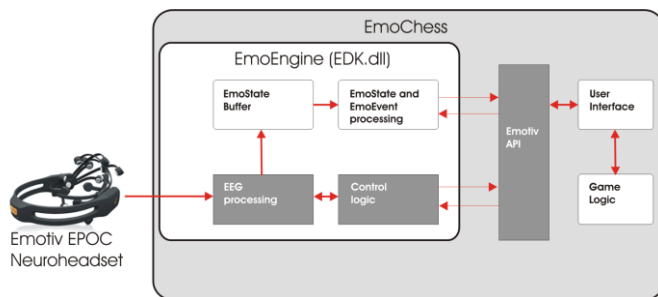 EmoChess
EmoEngine (EDK.dll)
EmoState
Buffer
EmoState and
EmoEvent
processing
Emotiv
API
User
Interface
EEG
processing
Control
logic
Game
Logic
Emotiv EPOC
Neuroheadset